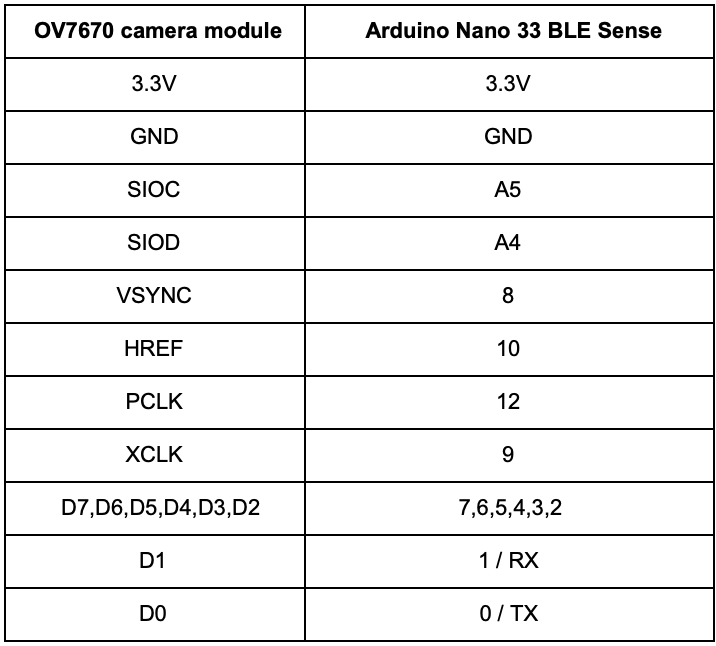 OV7670 camera module Arduino Nano 33 BLE Sense
3.3V 3.3V
GND GND
SIOC A5
SIOD A4
VSYNC 8
HREF 10
PCLK 12
XCLK 9
D7,D6,D5,D4,D3,D2 7,6,5,4,3,2
D1 1 / RX
D0 0 / TX